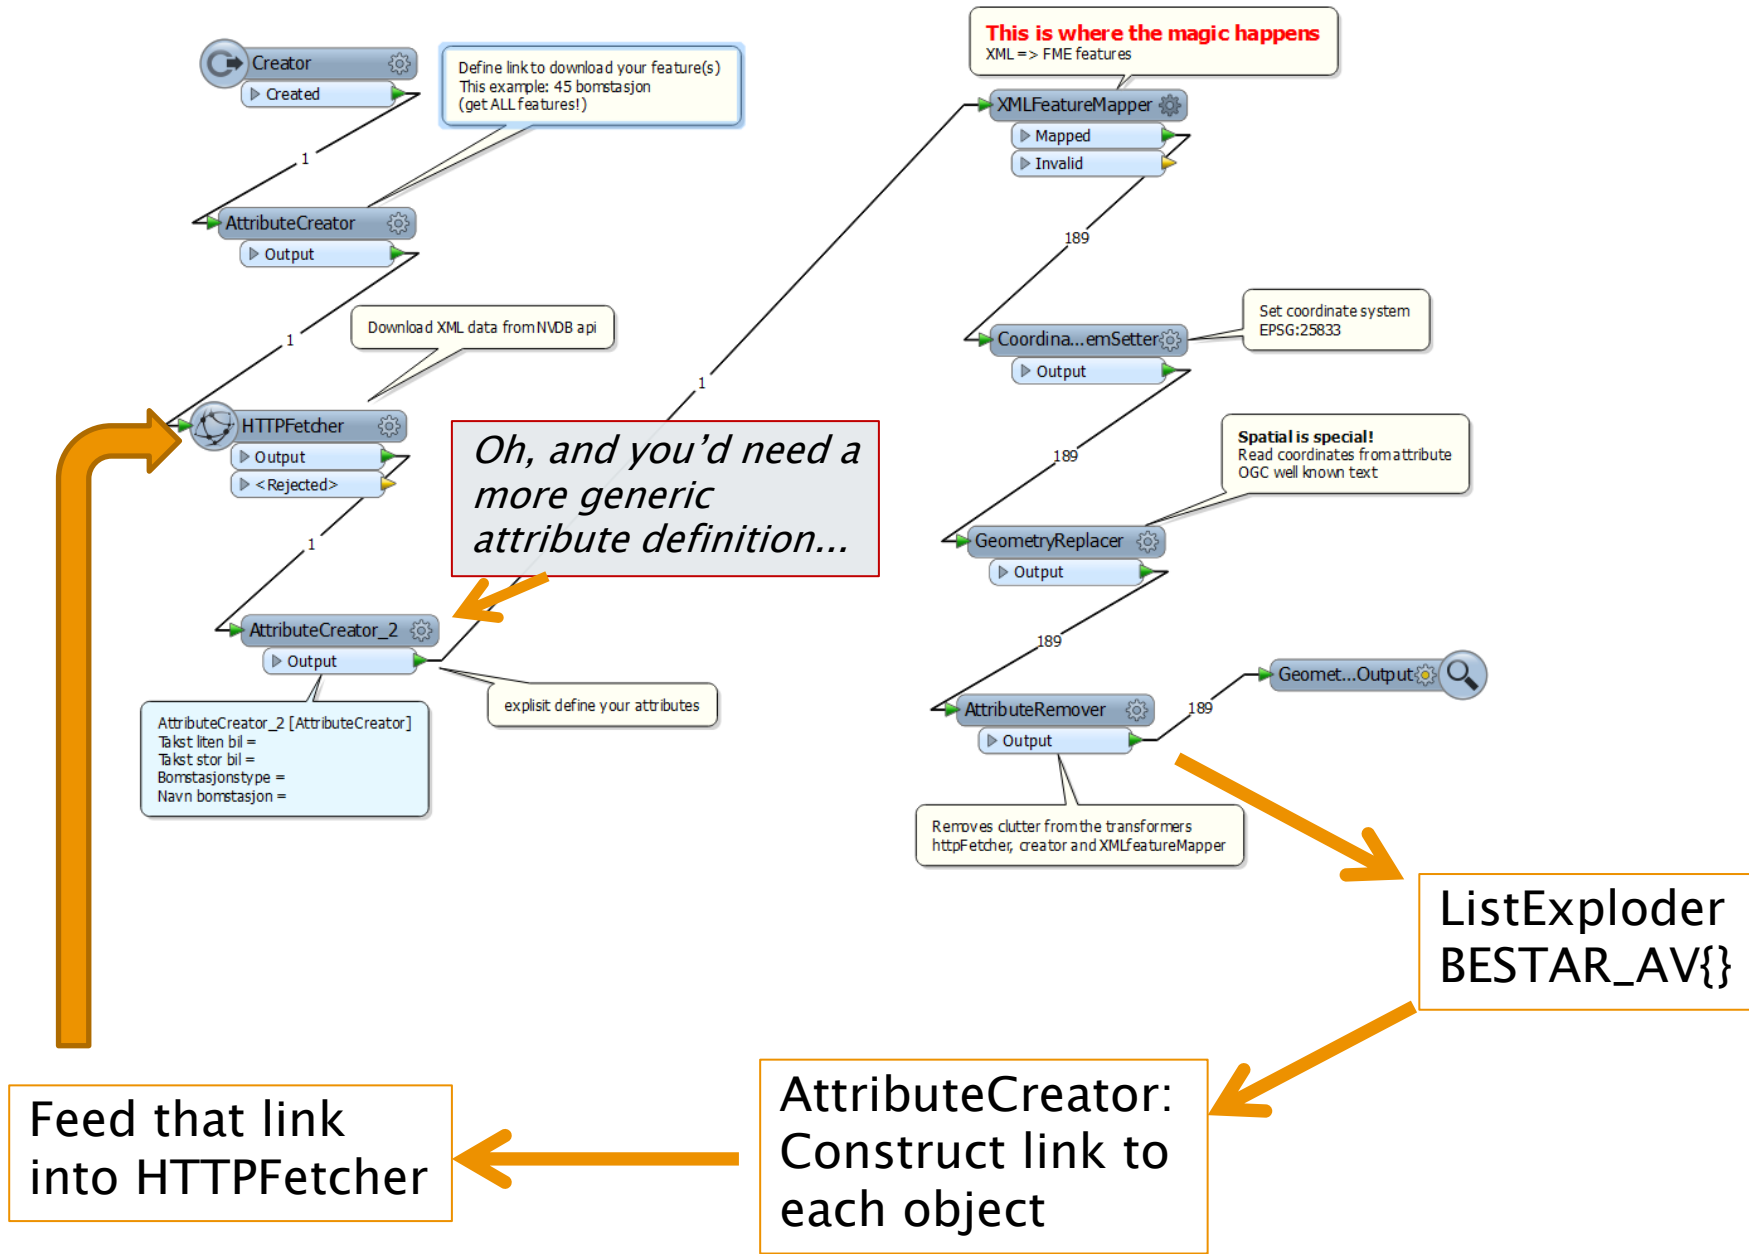 Creator
Created
Define link to download your feature(s)
This example: 45 bomstasjon
(get ALL features!)
1
AttributeCreator
Output
1
Download XML data from NVDB api
HTTPFetcher
Output
<Rejected>
1
Oh, and you'd need a
more generic
attribute definition...
AttributeCreator_2
Output
explisit define your attributes
AttributeCreator_2 [AttributeCreator]
Takst liten bil =
Takst stor bil =
Bomstasjonstype =
Navn bomstasjon =
1
This is where the magic happens
XML => FME features
XMLFeatureMapper
Mapped
Invalid
189
Coordina...emSetter
Output
Set coordinate system
EPSG:25833
189
Spatial is special!
Read coordinates from attribute
OGC well known text
GeometryReplacer
Output
189
AttributeRemover
Output
189
Geomet...Output
Removes clutter from the transformers
httpFetcher, creator and XMLfeatureMapper
ListExploder
BESTAR_AV{}
AttributeCreator:
Construct link to
each object
Feed that link
into HTTPFetcher